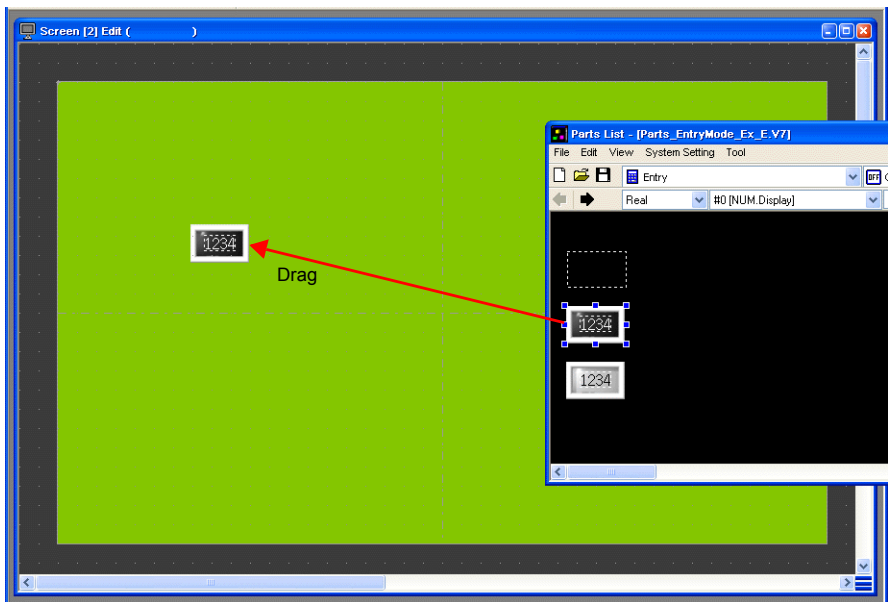 Screen [2] Edit ( )
Parts List - [Parts_EntryMode_Ex_E.V7]
File Edit View System Setting Tool
Entry
OFF
Real
#0 [NUM.Display]
1234
Drag
1234
1234